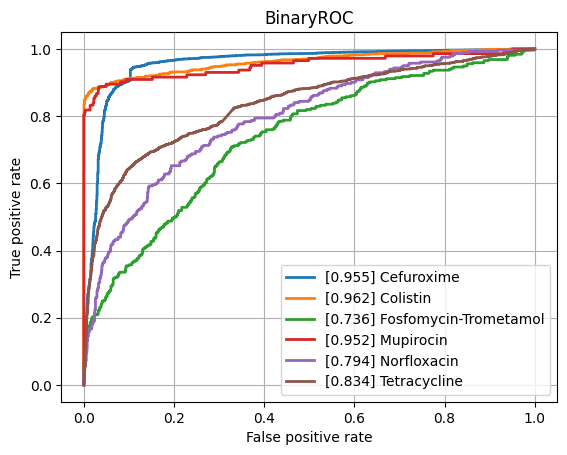 BinaryROC
True positive rate
1.0
0.8
0.6
0.4
0.2
0.0
[0.955] Cefuroxime
[0.962] Colistin
[0.736] Fosfomycin-Trometamol
[0.952] Mupirocin
[0.794] Norfloxacin
[0.834] Tetracycline
0.0 0.2 0.4 0.6 0.8 1.0
False positive rate